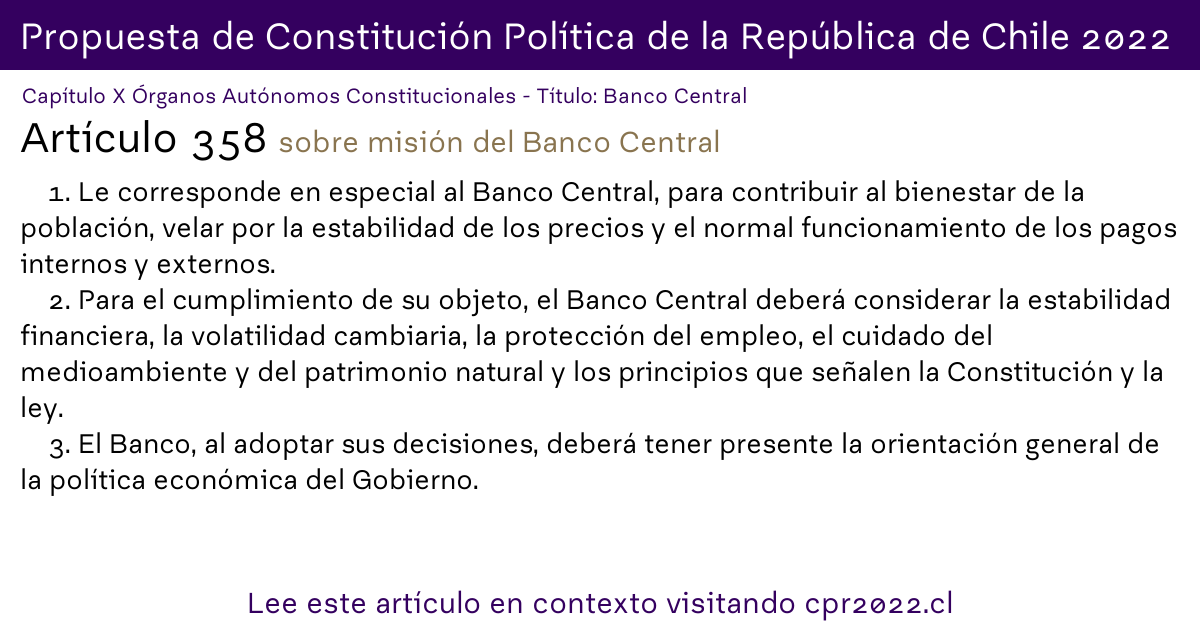 Propuesta de Constitución Política de la República de Chile 2022
Capítulo X Órganos Autónomos Constitucionales - Título: Banco Central
Artículo 358 sobre misión del Banco Central
1. Le corresponde en especial al Banco Central, para contribuir al bienestar de la
población, velar por la estabilidad de los precios y el normal funcionamiento de los pagos
internos y externos.
2. Para el cumplimiento de su objeto, el Banco Central deberá considerar la estabilidad
financiera, la volatilidad cambiaria, la protección del empleo, el cuidado del
medioambiente y del patrimonio natural y los principios que señalen la Constitución y la
ley.
3. El Banco, al adoptar sus decisiones, deberá tener presente la orientación general de
la política económica del Gobierno.
Lee este artículo en contexto visitando cpr2022.cl